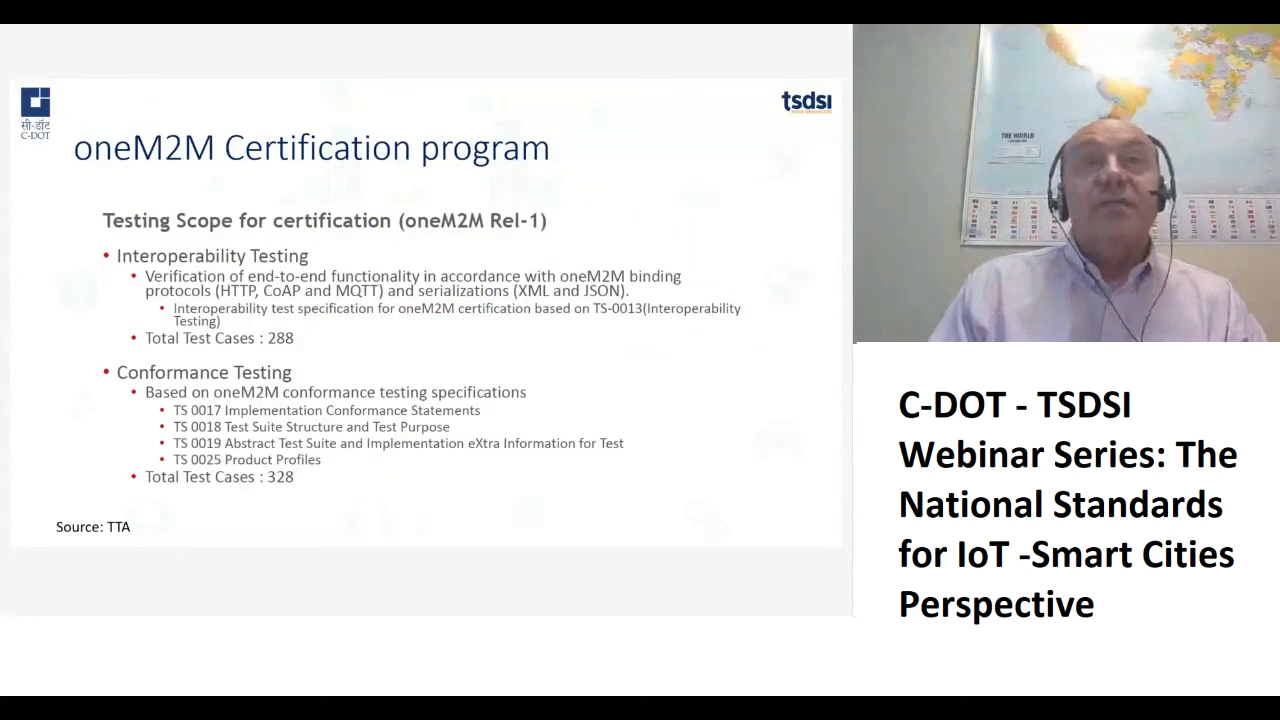 सी-डॉट
C-DOT
tsdsi
oneM2M Certification program
Testing Scope for certification (oneM2M Rel-1)
• Interoperability Testing
• Verification of end-to-end functionality in accordance with oneM2M binding
protocols (HTTP, CoAP and MQTT) and serializations (XML and JSON).
• Interoperability test specification for oneM2M certification based on TS-0013(Interoperability
Testing)
• Total Test Cases : 288
• Conformance Testing
• Based on oneM2M conformance testing specifications
• TS 0017 Implementation Conformance Statements
• TS 0018 Test Suite Structure and Test Purpose
• TS 0019 Abstract Test Suite and Implementation eXtra Information for Test
• TS 0025 Product Profiles
• Total Test Cases : 328
Source: TTA
THE WORLD
C-DOT - TSDSI
Webinar Series: The
National Standards
for IoT -Smart Cities
Perspective